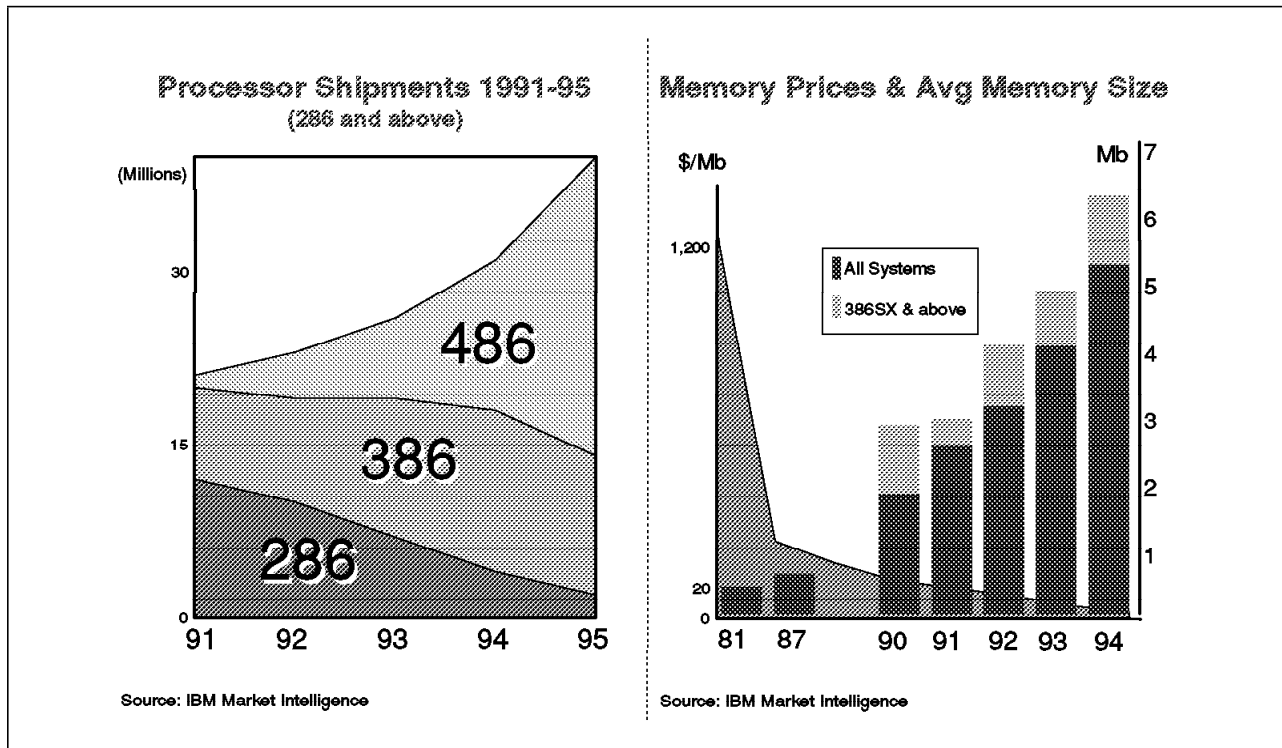 Processor Shipments 1991-95
(286 and above)
(Millions)
30
15
0
486
386
286
91 92 93 94 95
Source: IBM Market Intelligence
Memory Prices & Avg Memory Size
$/Mb
1,200
20
0
All Systems
386SX & above
Mb
7
6
5
4
3
2
1
81 87 90 91 92 93 94
Source: IBM Market Intelligence